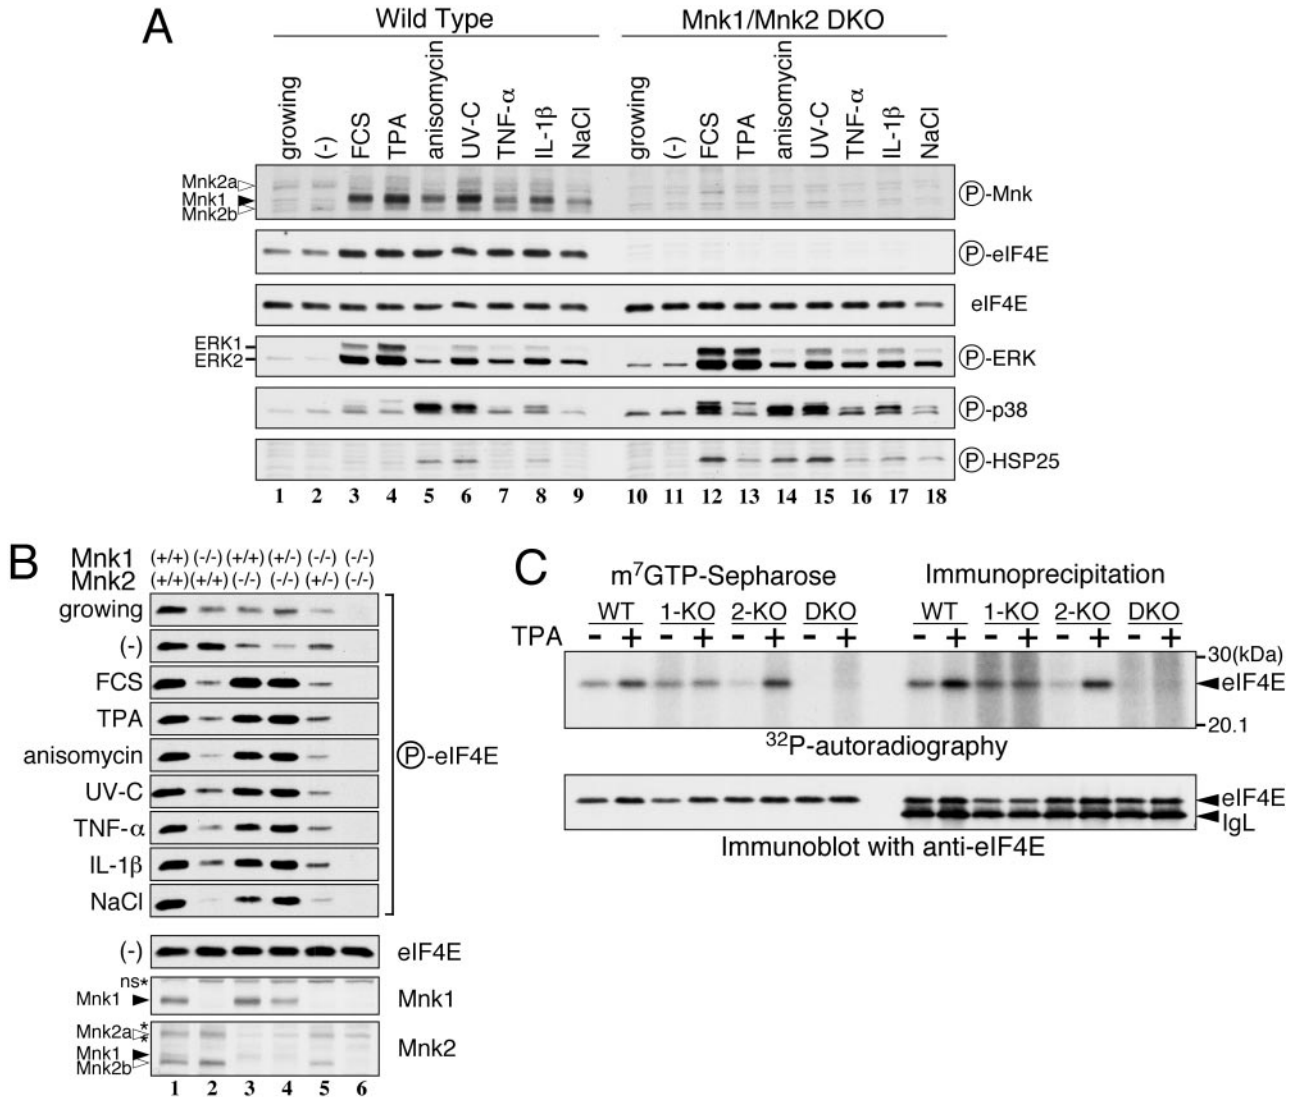 A
Wild Type Mnk1/Mnk2 DKO
growing (-) FCS TPA anisomycin UV-C TNF-α IL-1β NaCl growing (-) FCS TPA anisomycin UV-C TNF-α IL-1β NaCl
Mnk2a
Mnk1 Ⓟ-Mnk
Mnk2b
Ⓟ-eIF4E
eIF4E
ERK1
ERK2 Ⓟ-ERK
Ⓟ-p38
Ⓟ-HSP25
1 2 3 4 5 6 7 8 9 10 11 12 13 14 15 16 17 18
B
Mnk1 (+/+) (-/-) (+/+) (+/-) (-/-) (-/-)
Mnk2 (+/+) (+/+) (-/-) (-/-) (+/-) (-/-)
growing
(-)
FCS
TPA
anisomycin Ⓟ-eIF4E
UV-C
TNF-α
IL-1β
NaCl
(-) eIF4E
ns*
Mnk1 Mnk1
*
Mnk2a
*
Mnk1 Mnk2
Mnk2b
1 2 3 4 5 6
C
m⁷GTP-Sepharose Immunoprecipitation
WT 1-KO 2-KO DKO WT 1-KO 2-KO DKO
TPA - + - + - + - + - + - + - + - +
30(kDa)
eIF4E
20.1
³²P-autoradiography
eIF4E
IgL
Immunoblot with anti-eIF4E